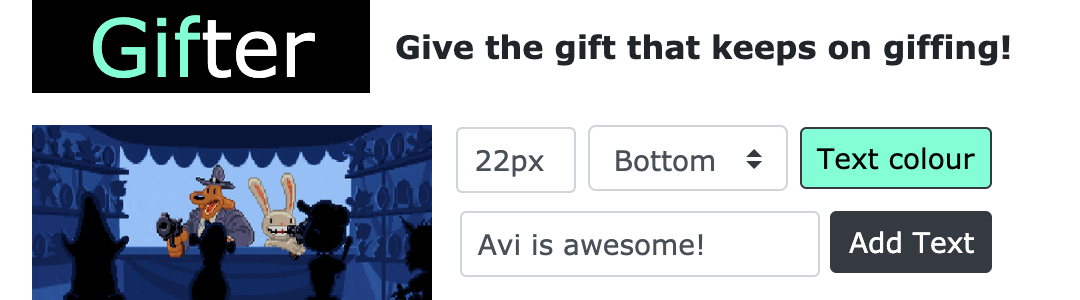 Gifter
Give the gift that keeps on giffing!
22px
Bottom
Text colour
Avi is awesome!
Add Text